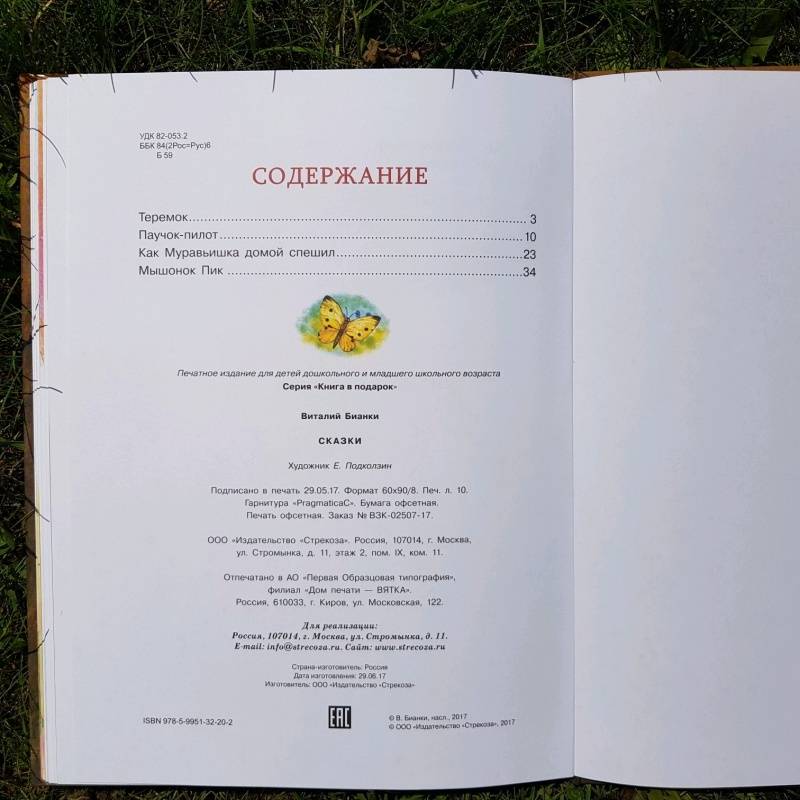 УДК 82-053.2
ББК 84(2Рос=Рус)6
Б 59
СОДЕРЖАНИЕ
Теремок........................................................................ 3
Паучок-пилот................................................................ 10
Как Муравьишка домой спешил.......................................23
Мышонок Пик ...............................................................34
Печатное издание для детей дошкольного и младшего школьного возраста
Серия «Книга в подарок»
Виталий Бианки
СКАЗКИ
Художник Е. Подколзин
Подписано в печать 29.05.17. Формат 60x90/8. Печ. л. 10.
Гарнитура «PragmaticaC». Бумага офсетная.
Печать офсетная. Заказ № ВЗК-02507-17.
ООО «Издательство «Стрекоза». Россия, 107014, г. Москва,
ул. Стромынка, д. 11, этаж 2, пом. IX, ком. 11.
Отпечатано в АО «Первая Образцовая типография»,
филиал «Дом печати — ВЯТКА».
Россия, 610033, г. Киров, ул. Московская, 122.
Для реализации:
Россия, 107014, г. Москва, ул. Стромынка, д. 11.
E-mail: info@strecoza.ru. Сайт: www.strecoza.ru
Страна-изготовитель: Россия
Дата изготовления: 29.06.17
Изготовитель: ООО «Издательство «Стрекоза»
ISBN 978-5-9951-32-20-2
EAC
© В. Бианки, насл., 2017
© ООО «Издательство «Стрекоза», 2017